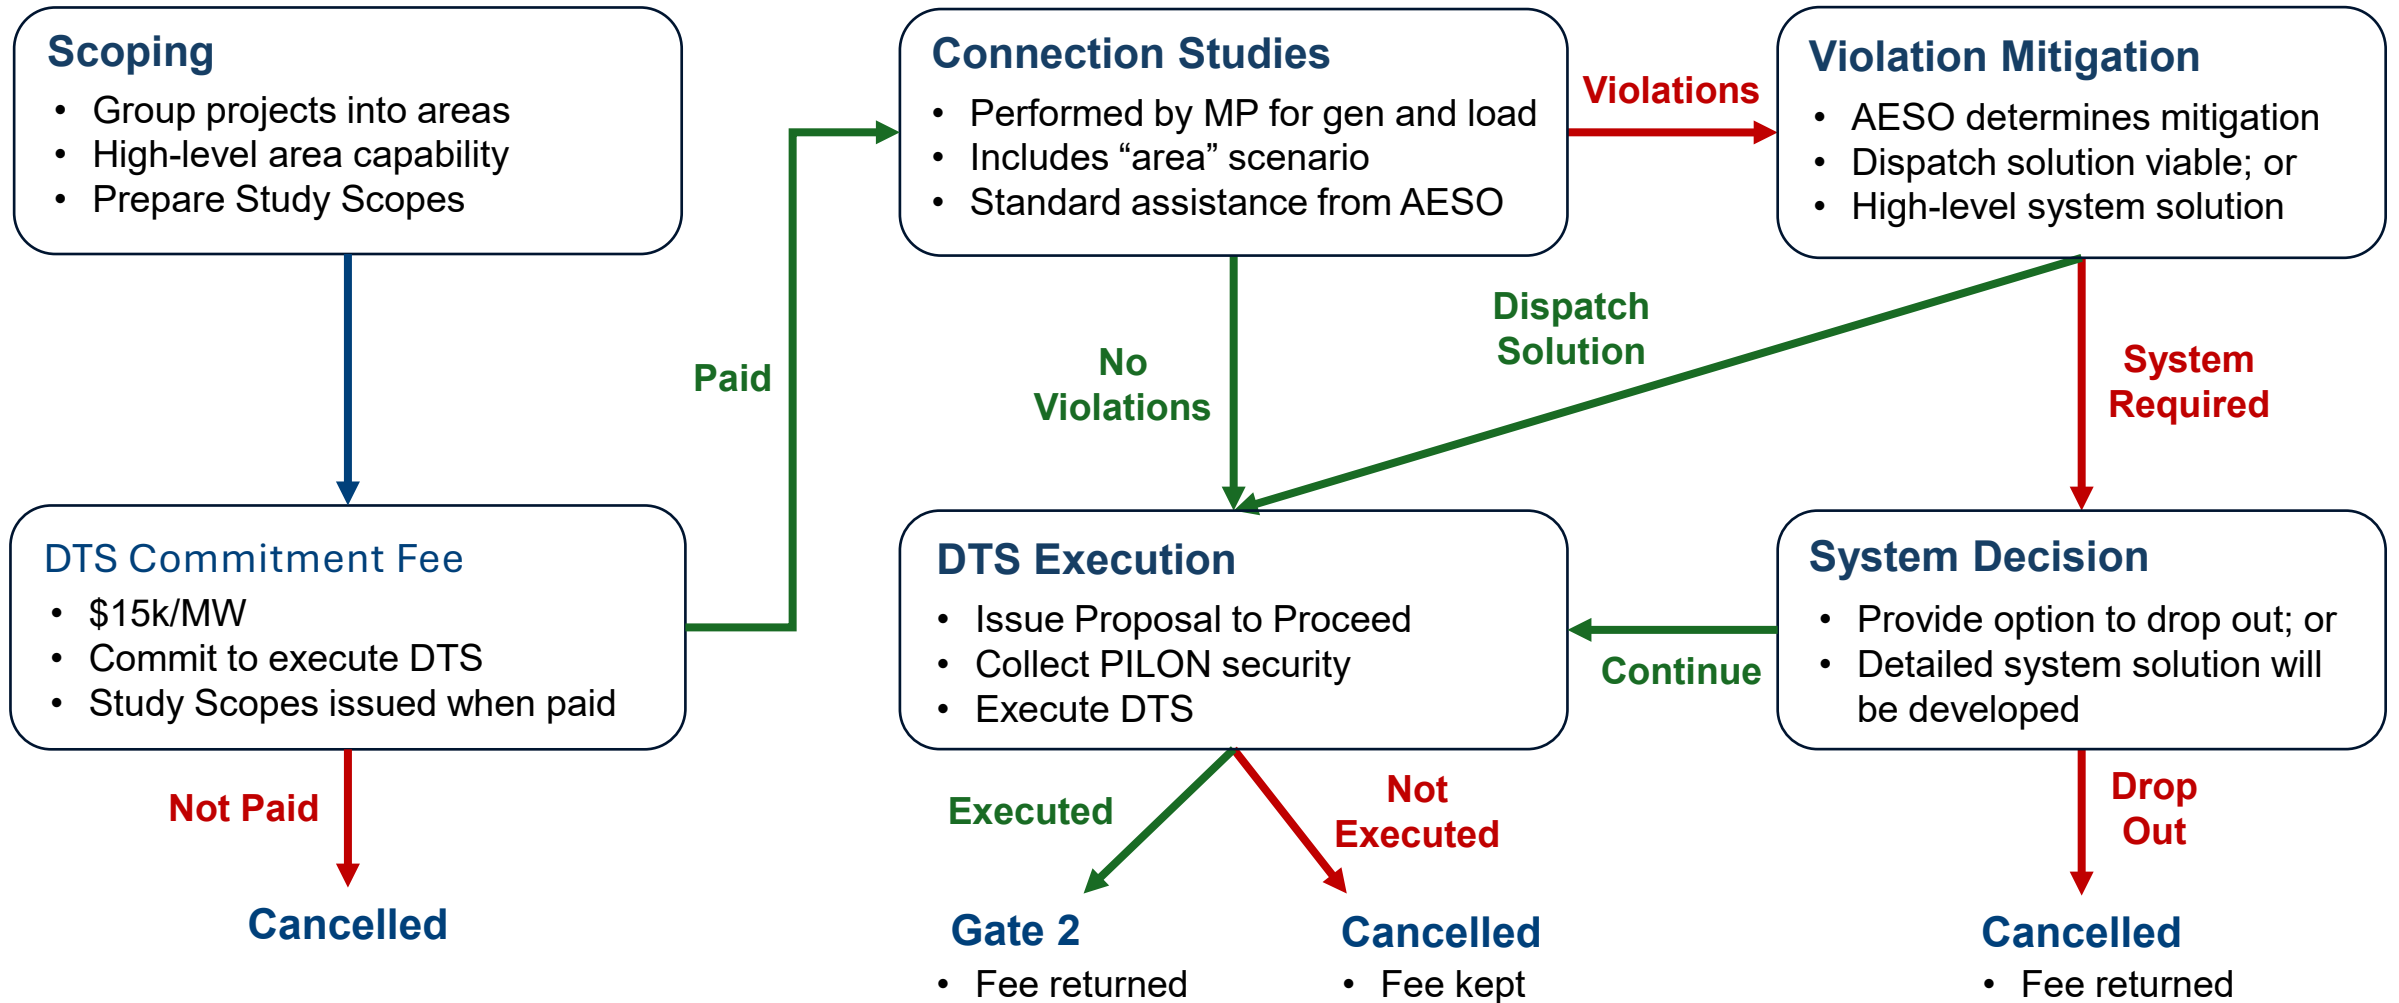 Scoping
• Group projects into areas
• High-level area capability
• Prepare Study Scopes
Connection Studies
• Performed by MP for gen and load
• Includes “area” scenario
• Standard assistance from AESO
Violations
Violation Mitigation
• AESO determines mitigation
• Dispatch solution viable; or
• High-level system solution
Paid
No
Violations
Dispatch
Solution
System
Required
DTS Commitment Fee
• $15k/MW
• Commit to execute DTS
• Study Scopes issued when paid
DTS Execution
• Issue Proposal to Proceed
• Collect PILON security
• Execute DTS
Continue
System Decision
• Provide option to drop out; or
• Detailed system solution will
be developed
Not Paid
Executed
Not
Executed
Drop
Out
Cancelled
Gate 2
• Fee returned
Cancelled
• Fee kept
Cancelled
• Fee returned